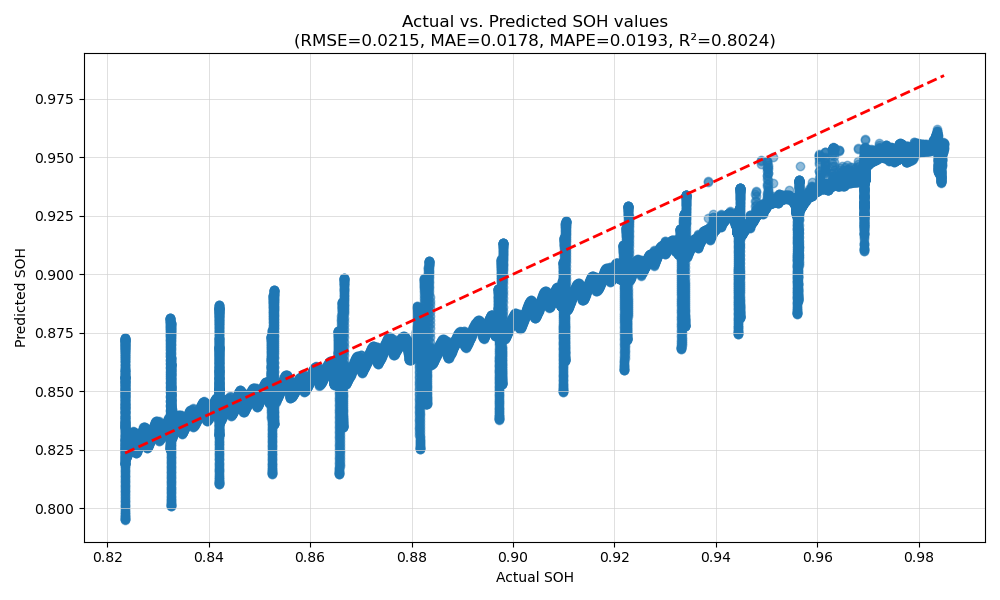 Actual vs. Predicted SOH values
(RMSE=0.0215, MAE=0.0178, MAPE=0.0193, R²=0.8024)
Predicted SOH
0.975
0.950
0.925
0.900
0.875
0.850
0.825
0.800
0.82 0.84 0.86 0.88 0.90 0.92 0.94 0.96 0.98
Actual SOH